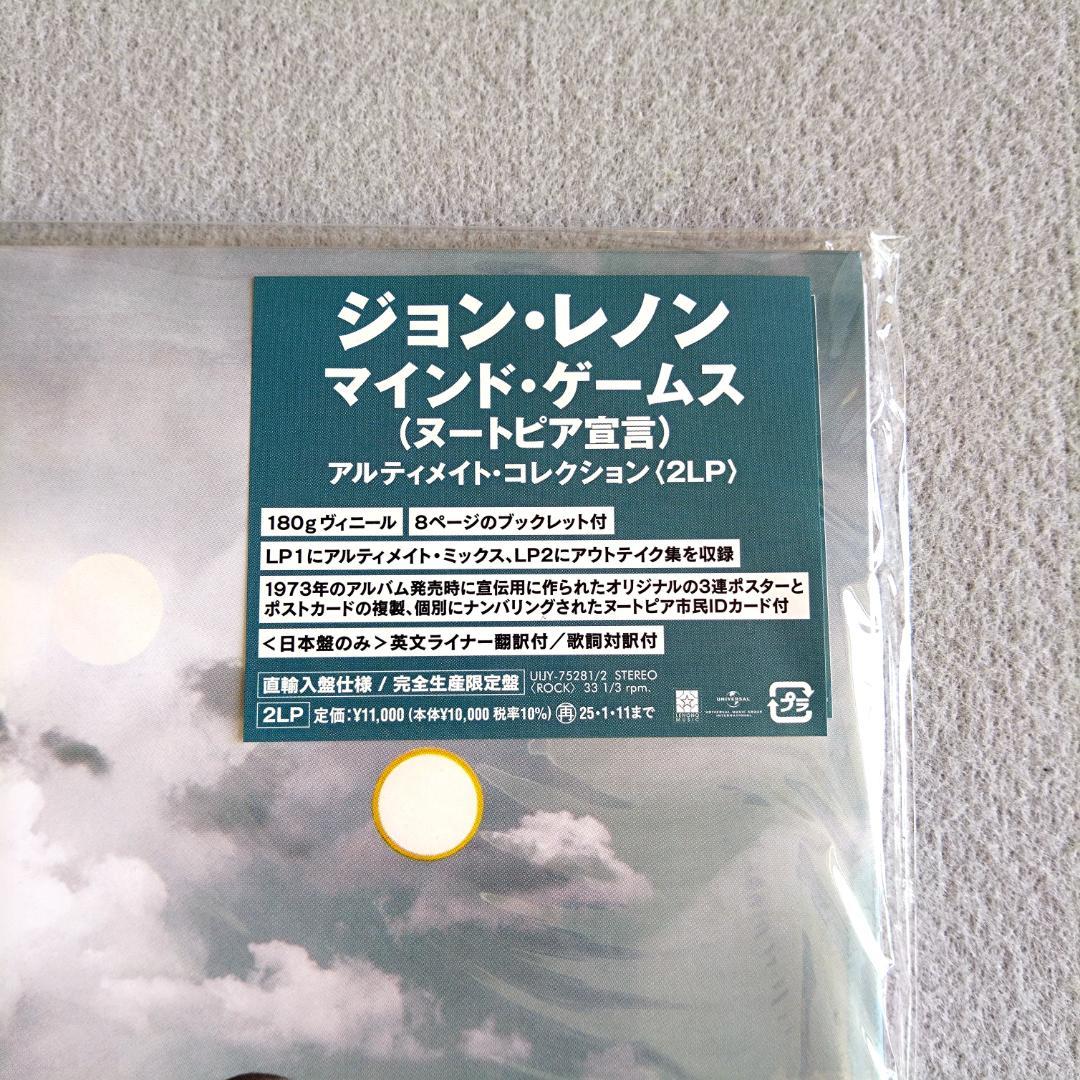 ジョン・レノン
マインド・ゲームス
(ヌートピア宣言)
アルティメイト・コレクション〈2LP〉
180gヴィニール 8ページのブックレット付
LP1にアルティメイト・ミックス、LP2にアウトテイク集を収録
1973年のアルバム発売時に宣伝用に作られたオリジナルの3連ポスターと
ポストカードの複製、個別にナンバリングされたヌートピア市民IDカード付
<日本盤のみ>英文ライナー翻訳付/歌詞対訳付
直輸入盤仕様 / 完全生産限定盤 UIJY-75281/2 STEREO
〈ROCK〉 33 1/3 rpm.
2LP 定価:¥11,000 (本体¥10,000 税率10%) 再 25・1・11まで
LENONO
MUSIC
UNIVERSAL
UNIVERSAL MUSIC GROUP
INTERNATIONAL
プラ